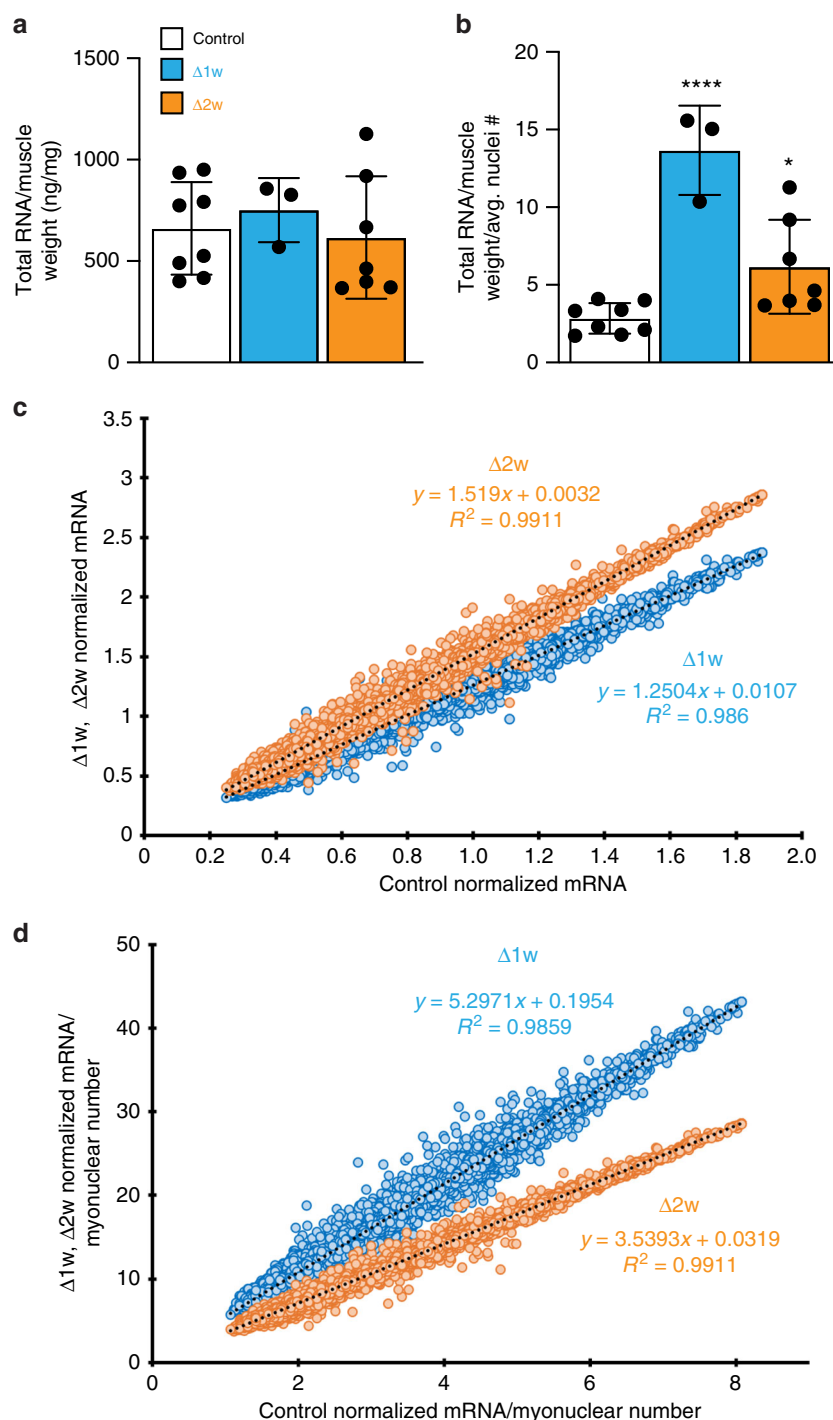 a
Control
Δ1w
Δ2w
Total RNA/muscle
weight (ng/mg)
1500
1000
500
0
b
Total RNA/muscle
weight/avg. nuclei #
20
15
10
5
0
****
*
c
Δ1w, Δ2w normalized mRNA
3.5
3
2.5
2
1.5
1
0.5
0
Δ2w
y = 1.519x + 0.0032
R² = 0.9911
Δ1w
y = 1.2504x + 0.0107
R² = 0.986
0 0.2 0.4 0.6 0.8 1.0 1.2 1.4 1.6 1.8 2.0
Control normalized mRNA
d
Δ1w, Δ2w normalized mRNA/
myonuclear number
50
40
30
20
10
0
Δ1w
y = 5.2971x + 0.1954
R² = 0.9859
Δ2w
y = 3.5393x + 0.0319
R² = 0.9911
0 2 4 6 8
Control normalized mRNA/myonuclear number